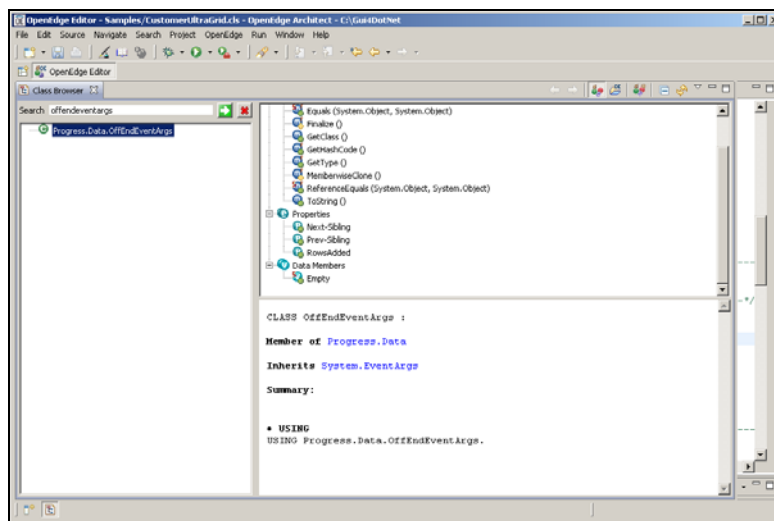 OpenEdge Editor - Samples/CustomerUltraGrid.cls - OpenEdge Architect - C:\Gui4DotNet
File Edit Source Navigate Search Project OpenEdge Run Window Help
OpenEdge Editor
Class Browser
Search offendeventargs
Progress.Data.OffEndEventArgs
Equals (System.Object, System.Object)
Finalize ()
GetClass ()
GetHashCode ()
GetType ()
MemberwiseClone ()
ReferenceEquals (System.Object, System.Object)
ToString ()
Properties
Next-Sibling
Prev-Sibling
RowsAdded
Data Members
Empty
CLASS OffEndEventArgs :
Member of Progress.Data
Inherits System.EventArgs
Summary:
• USING
USING Progress.Data.OffEndEventArgs.
---
-*/
---